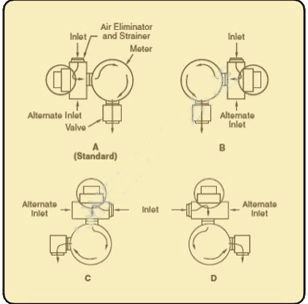 Air Eliminator
and Strainer
Inlet
Meter
Alternate Inlet
Valve
A
(Standard)
Inlet
Alternate
Inlet
B
Alternate
Inlet
Inlet
Alternate
Inlet
C
D